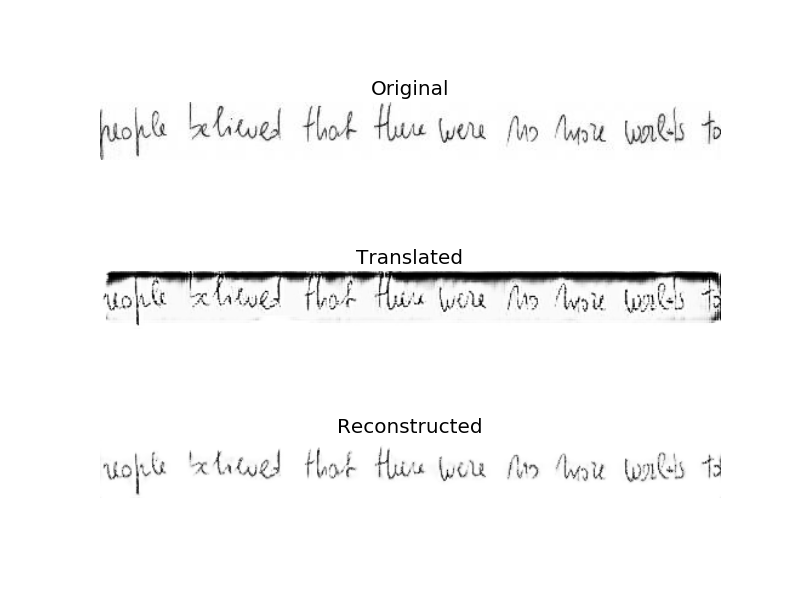 Original
people believed that there were no more worlds to
Translated
people believed that there were no more worlds to
Reconstructed
people believed that there were no more worlds to